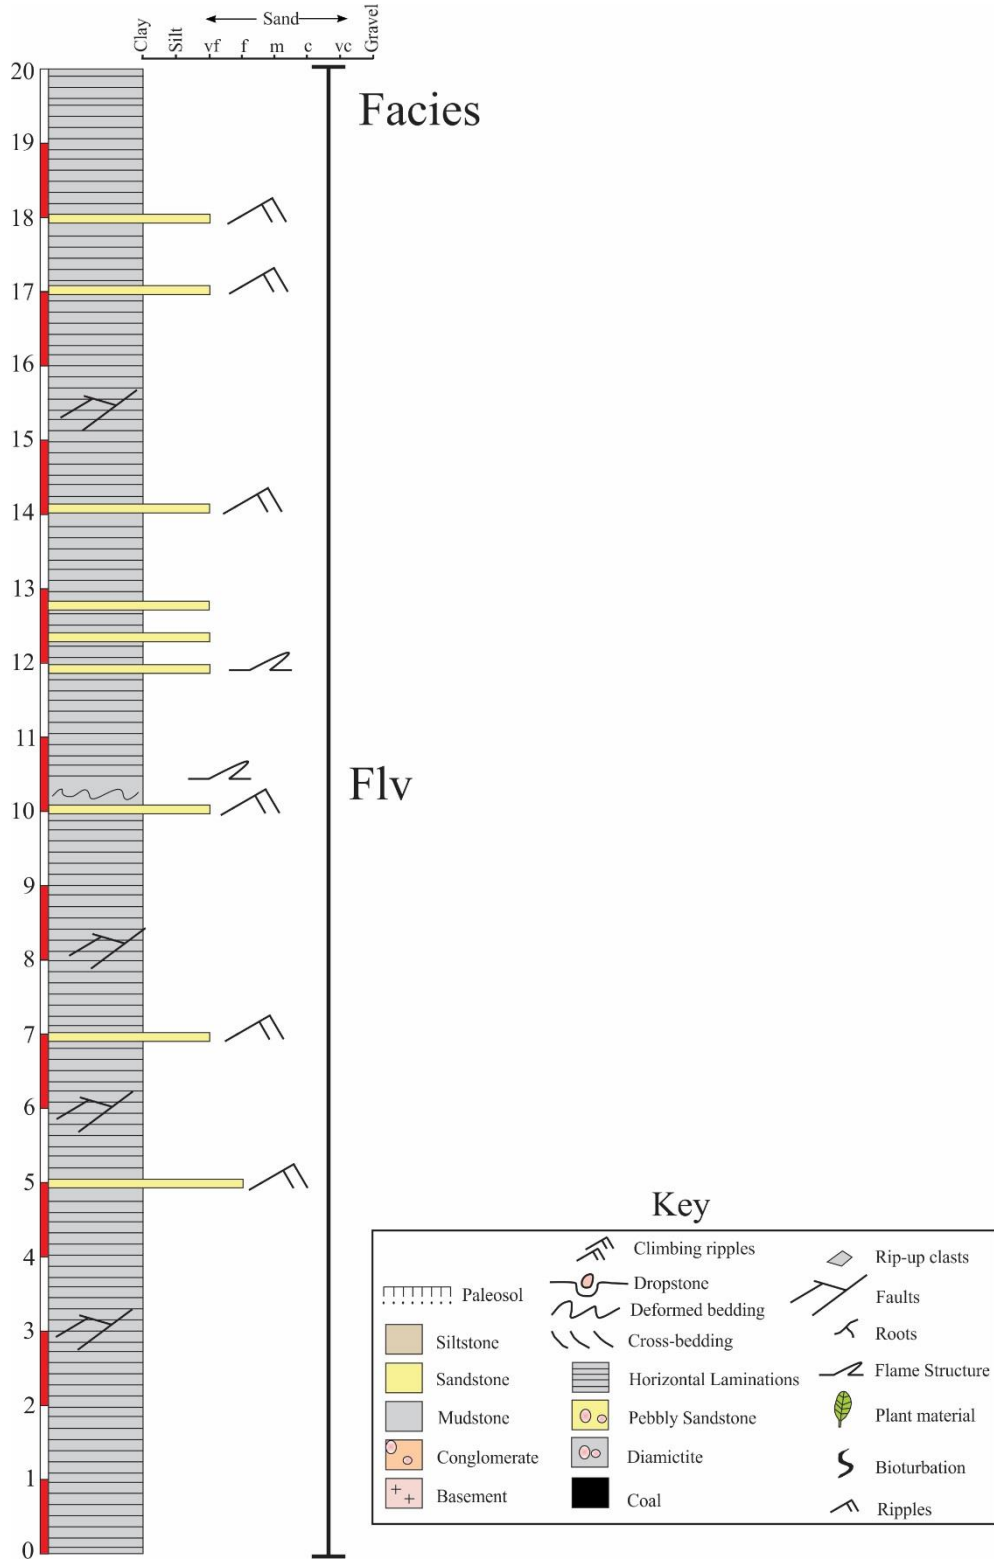 Sand
Clay Silt vf f m c vc Gravel
20
Facies
19
18
17
16
15
14
13
12
11
Flv
10
9
8
7
6
5
4
3
2
1
0
Key
Paleosol
Siltstone
Sandstone
Mudstone
Conglomerate
Basement
Climbing ripples
Dropstone
Deformed bedding
Cross-bedding
Horizontal Laminations
Pebbly Sandstone
Diamictite
Coal
Rip-up clasts
Faults
Roots
Flame Structure
Plant material
Bioturbation
Ripples